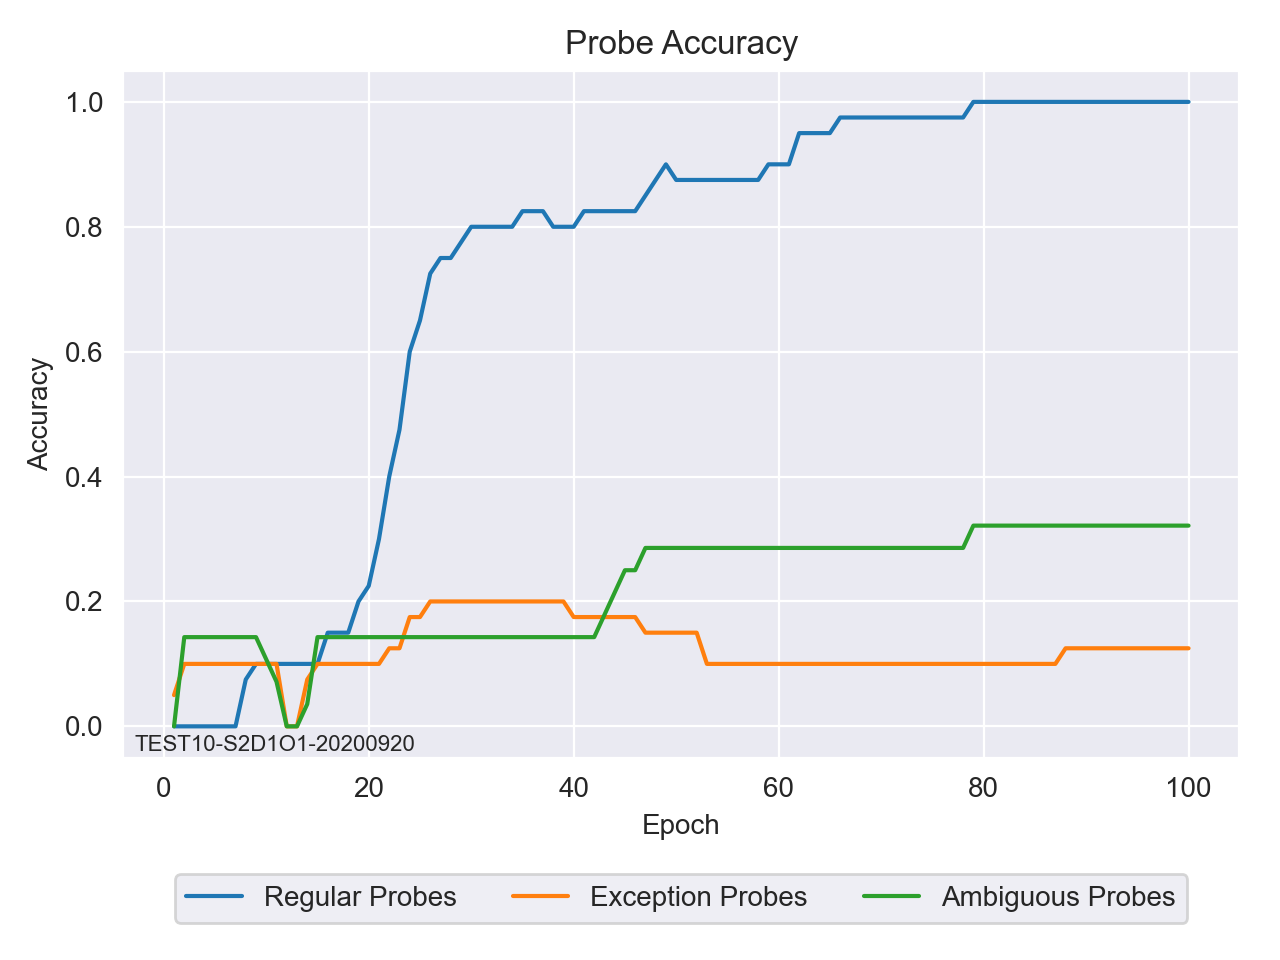 Probe Accuracy
1.0
0.8
0.6
0.4
0.2
0.0
Accuracy
TEST10-S2D1O1-20200920
0 20 40 60 80 100
Epoch
Regular Probes Exception Probes Ambiguous Probes